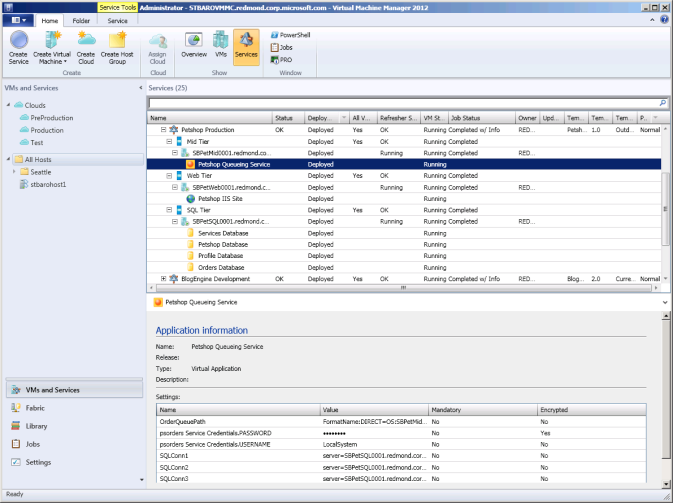 Service Tools Administrator - STBAROVMMC.redmond.corp.microsoft.com - Virtual Machine Manager 2012
Home Folder Service
Create Service
Create Virtual Machine
Create Cloud
Create Host Group
Create
Assign Cloud
Cloud
Overview
VMs
Services
Show
PowerShell
Jobs
PRO
Window
VMs and Services
Clouds
PreProduction
Production
Test
All Hosts
Seattle
stbarohost1
VMs and Services
Fabric
Library
Jobs
Settings
Services (25)
Name Status Deploy... All V... Refresher S... VM St... Job Status Owner Upd... Tem... Tem... Tem... P...
Petshop Production OK Deployed Yes OK Running Completed w/ Info RED... Petsh... 1.0 Outd... Normal
Mid Tier Deployed Yes OK Running Completed
SBPetMid0001.redmond.co... Deployed Running Running Completed RED...
Petshop Queueing Service Deployed Running
Web Tier Deployed Yes OK Running Completed
SBPetWeb0001.redmond.c... Deployed Running Running Completed RED...
Petshop IIS Site Deployed Running
SQL Tier Deployed Yes OK Running Completed
SBPetSQL0001.redmond.c... Deployed Running Running Completed RED...
Services Database Deployed Running
Petshop Database Deployed Running
Profile Database Deployed Running
Orders Database Deployed Running
BlogEngine Development OK Deployed Yes OK Running Completed w/ Info Blog... 2.0 Curre... Normal
Petshop Queueing Service
Application information
Name: Petshop Queueing Service
Release:
Type: Virtual Application
Description:
Settings:
Name Value Mandatory Encrypted
OrderQueuePath FormatName:DIRECT=OS:SBPetMid... No No
psorders Service Credentials.PASSWORD •••••••• No Yes
psorders Service Credentials.USERNAME LocalSystem No No
SQLConn1 server=SBPetSQL0001.redmond.cor... No No
SQLConn2 server=SBPetSQL0001.redmond.cor... No No
SQLConn3 server=SBPetSQL0001.redmond.cor... No No
Ready